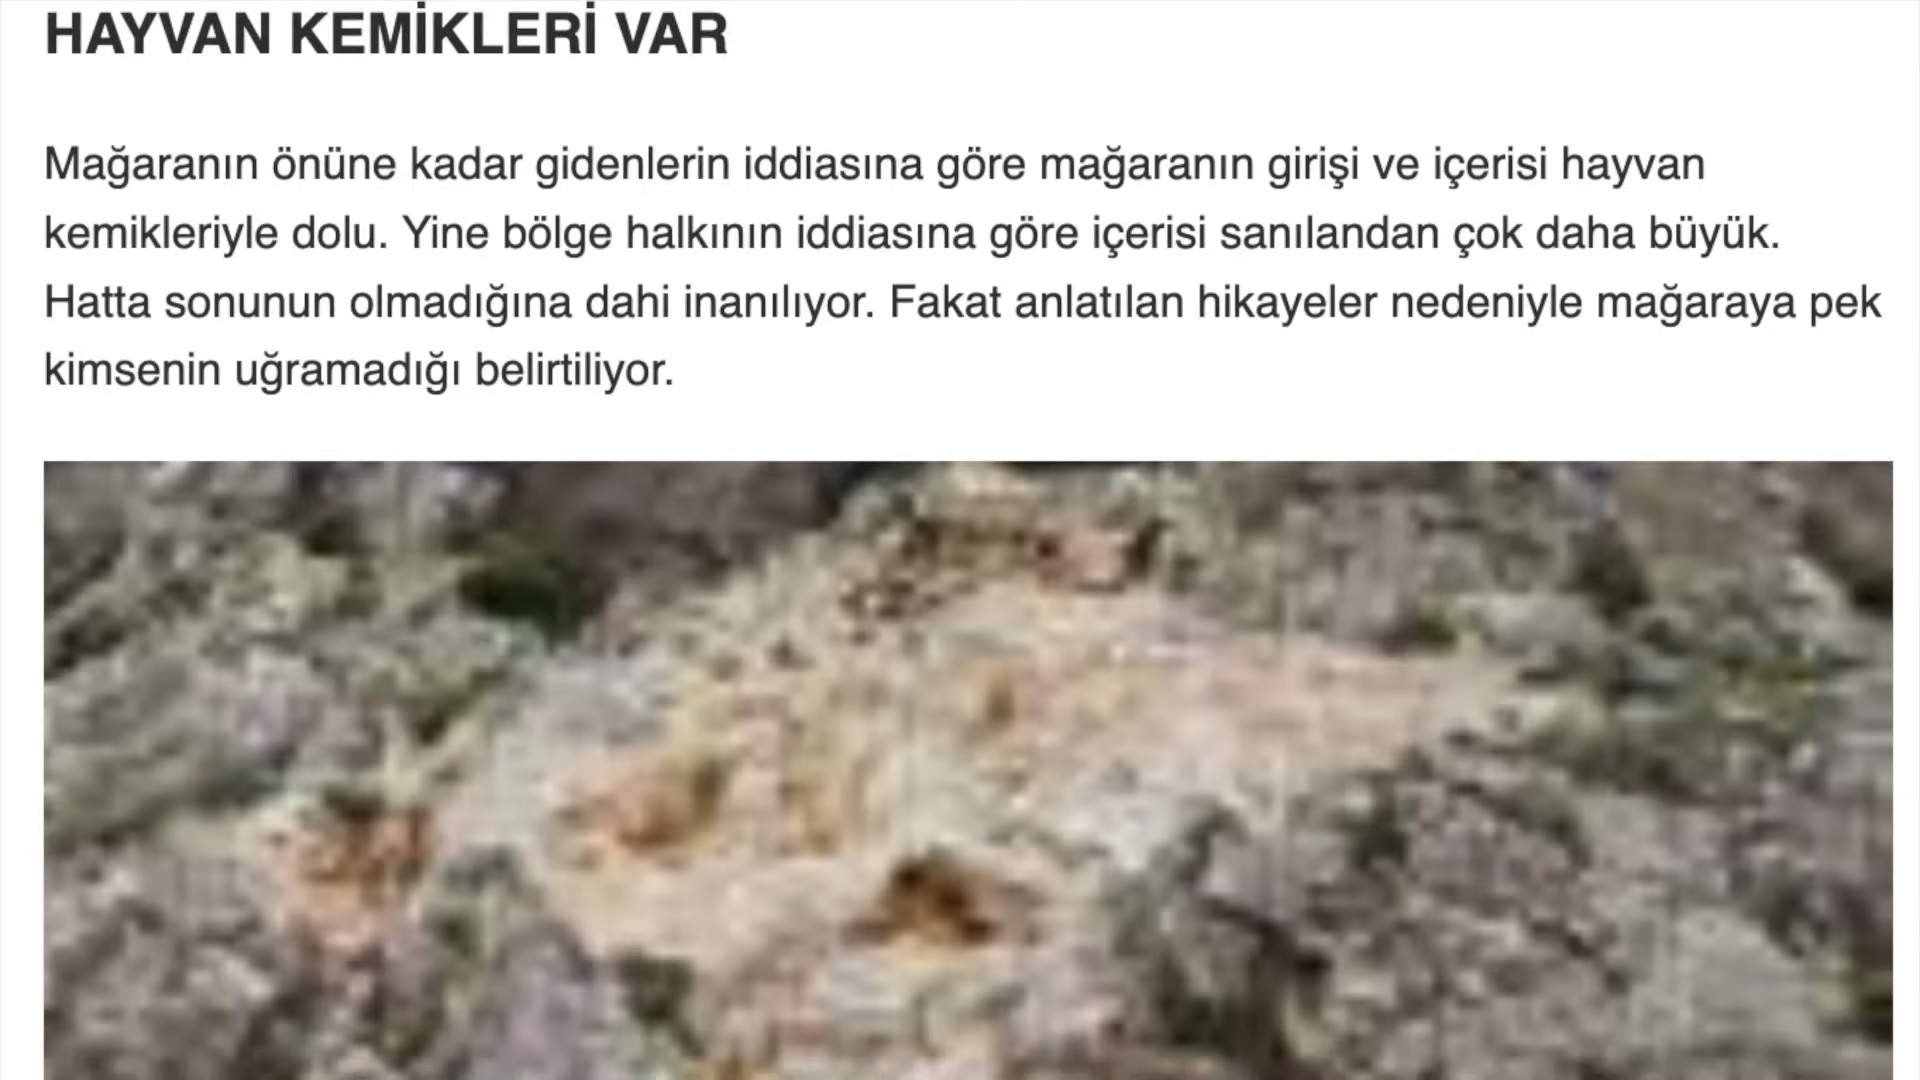 HAYVAN KEMİKLERİ VAR
Mağaranın önüne kadar gidenlerin iddiasına göre mağaranın girişi ve içerisi hayvan
kemikleriyle dolu. Yine bölge halkının iddiasına göre içerisi sanılandan çok daha büyük.
Hatta sonunun olmadığına dahi inanılıyor. Fakat anlatılan hikayeler nedeniyle mağaraya pek
kimsenin uğramadığı belirtiliyor.